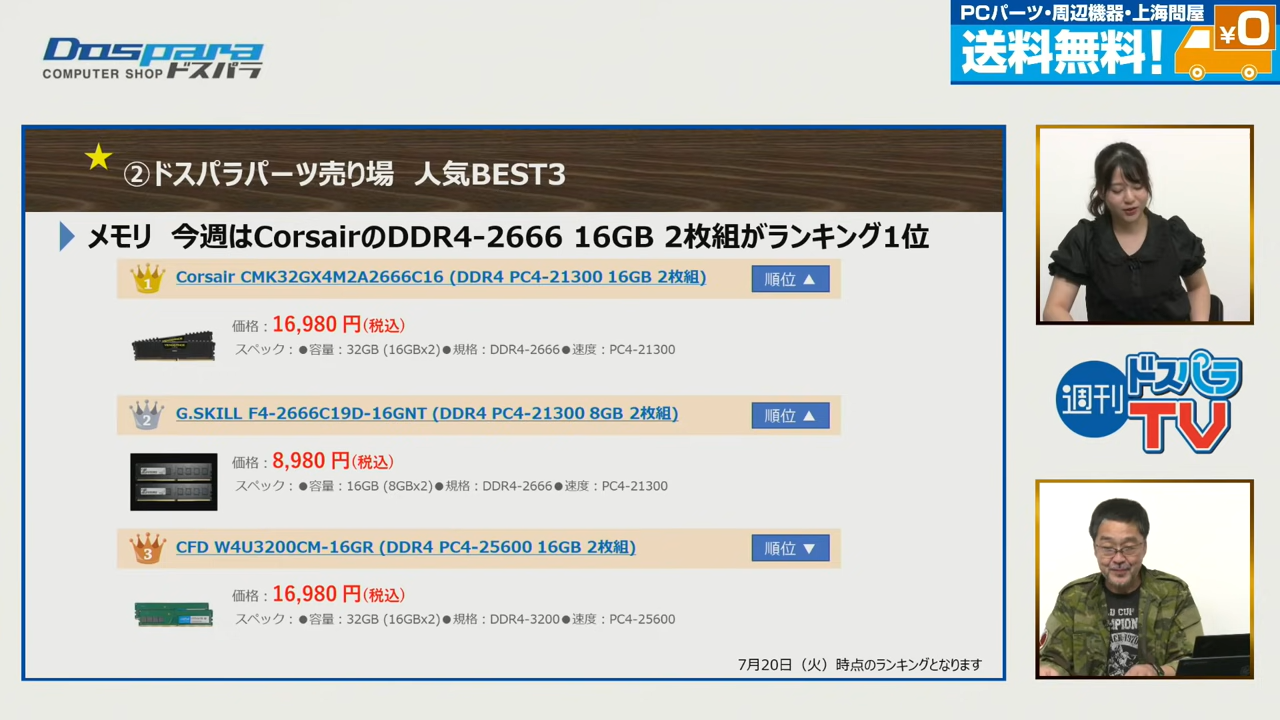 Dospara
COMPUTER SHOP ドスパラ
PCパーツ・周辺機器・上海問屋
送料無料!
¥0
②ドスパラパーツ売り場 人気BEST3
メモリ 今週はCorsairのDDR4-2666 16GB 2枚組がランキング1位
1
Corsair CMK32GX4M2A2666C16 (DDR4 PC4-21300 16GB 2枚組)
順位 ▲
価格：16,980 円(税込)
スペック：●容量：32GB (16GBx2)●規格：DDR4-2666●速度：PC4-21300
2
G.SKILL F4-2666C19D-16GNT (DDR4 PC4-21300 8GB 2枚組)
順位 ▲
価格：8,980 円(税込)
スペック：●容量：16GB (8GBx2)●規格：DDR4-2666●速度：PC4-21300
3
CFD W4U3200CM-16GR (DDR4 PC4-25600 16GB 2枚組)
順位 ▼
価格：16,980 円(税込)
スペック：●容量：32GB (16GBx2)●規格：DDR4-3200●速度：PC4-25600
7月20日（火）時点のランキングとなります
週刊
ドスパラ
TV